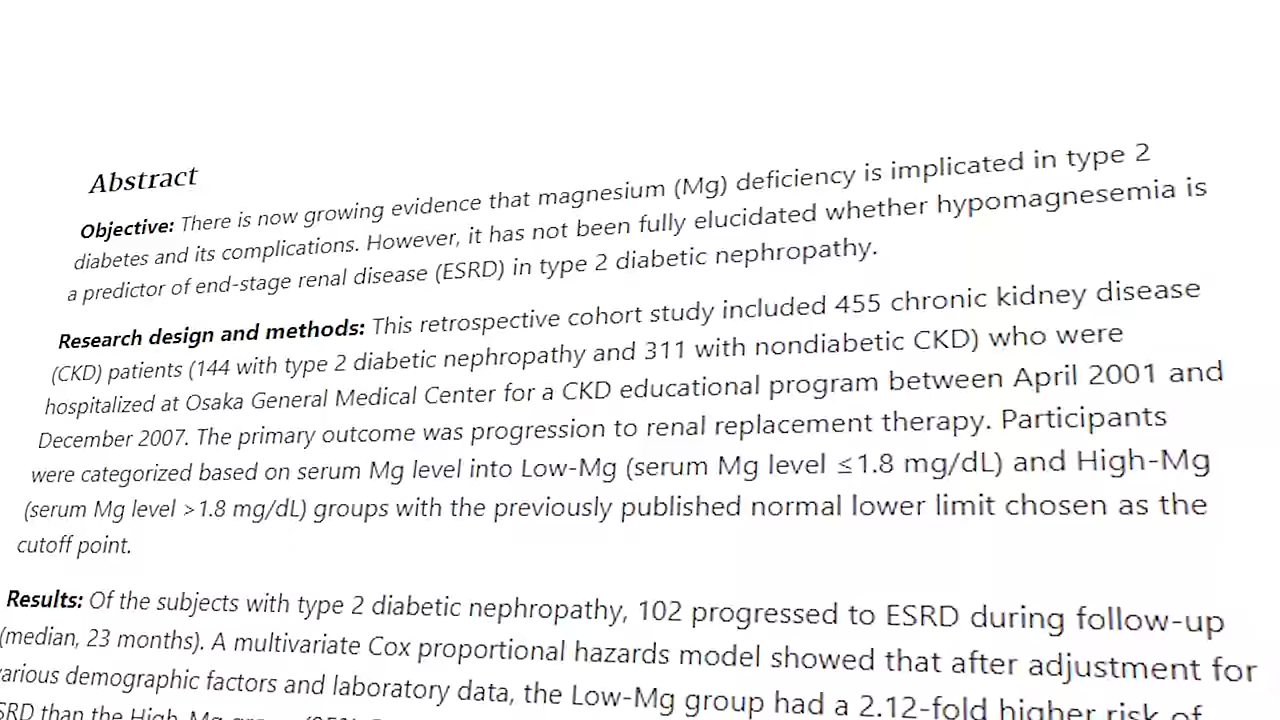 Abstract
Objective: There is now growing evidence that magnesium (Mg) deficiency is implicated in type 2
diabetes and its complications. However, it has not been fully elucidated whether hypomagnesemia is
a predictor of end-stage renal disease (ESRD) in type 2 diabetic nephropathy.
Research design and methods: This retrospective cohort study included 455 chronic kidney disease
(CKD) patients (144 with type 2 diabetic nephropathy and 311 with nondiabetic CKD) who were
hospitalized at Osaka General Medical Center for a CKD educational program between April 2001 and
December 2007. The primary outcome was progression to renal replacement therapy. Participants
were categorized based on serum Mg level into Low-Mg (serum Mg level ≤1.8 mg/dL) and High-Mg
(serum Mg level >1.8 mg/dL) groups with the previously published normal lower limit chosen as the
cutoff point.
Results: Of the subjects with type 2 diabetic nephropathy, 102 progressed to ESRD during follow-up
(median, 23 months). A multivariate Cox proportional hazards model showed that after adjustment for
various demographic factors and laboratory data, the Low-Mg group had a 2.12-fold higher risk of
than the High-Mg